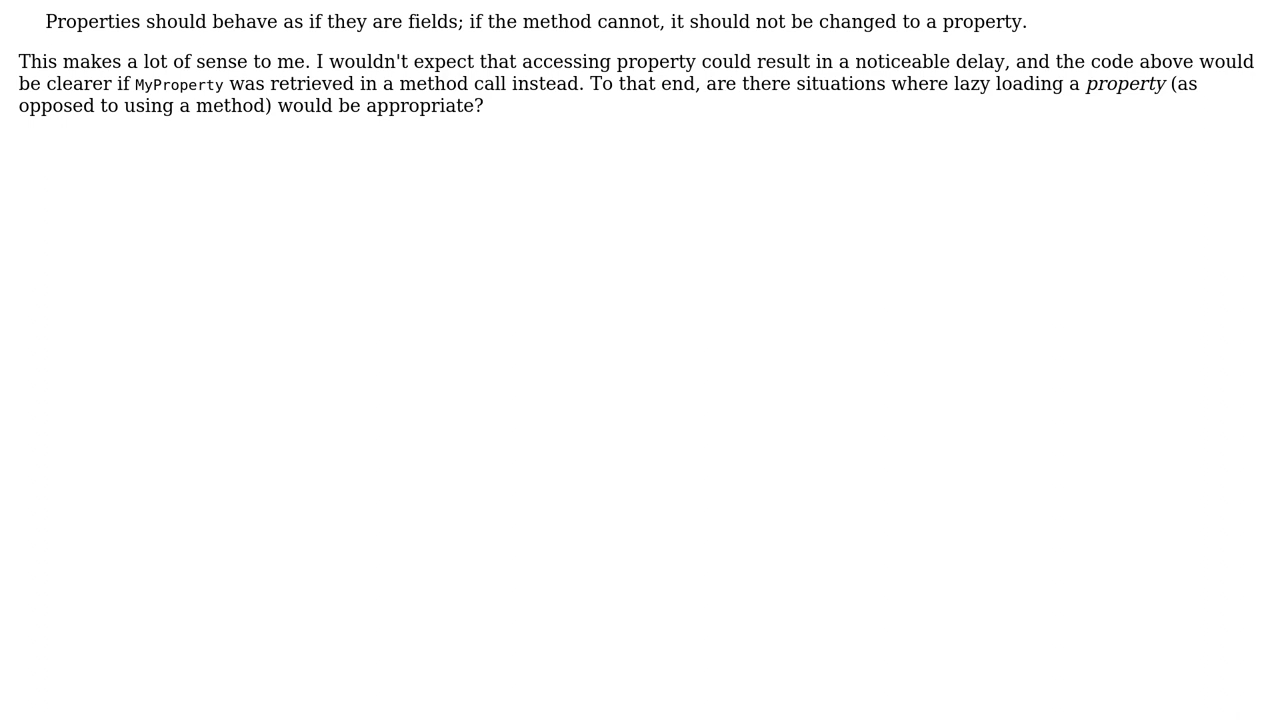 Properties should behave as if they are fields; if the method cannot, it should not be changed to a property.
This makes a lot of sense to me. I wouldn't expect that accessing property could result in a noticeable delay, and the code above would
be clearer if MyProperty was retrieved in a method call instead. To that end, are there situations where lazy loading a property (as
opposed to using a method) would be appropriate?